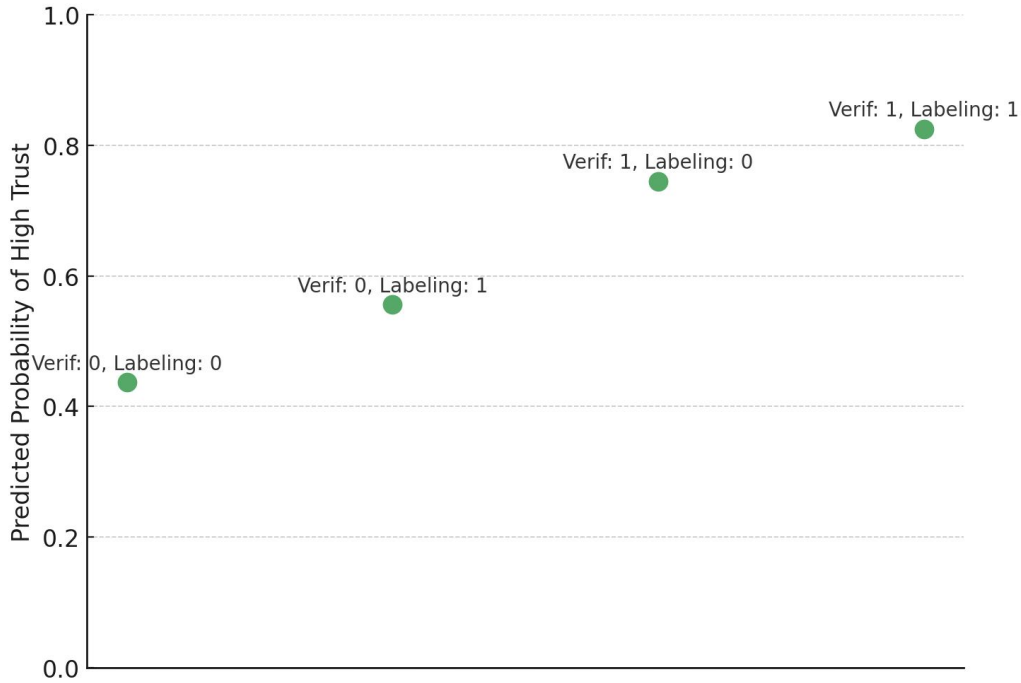 Predicted Probability of High Trust
1.0
0.8
0.6
0.4
0.2
0.0
Verif: 0, Labeling: 0
Verif: 0, Labeling: 1
Verif: 1, Labeling: 0
Verif: 1, Labeling: 1